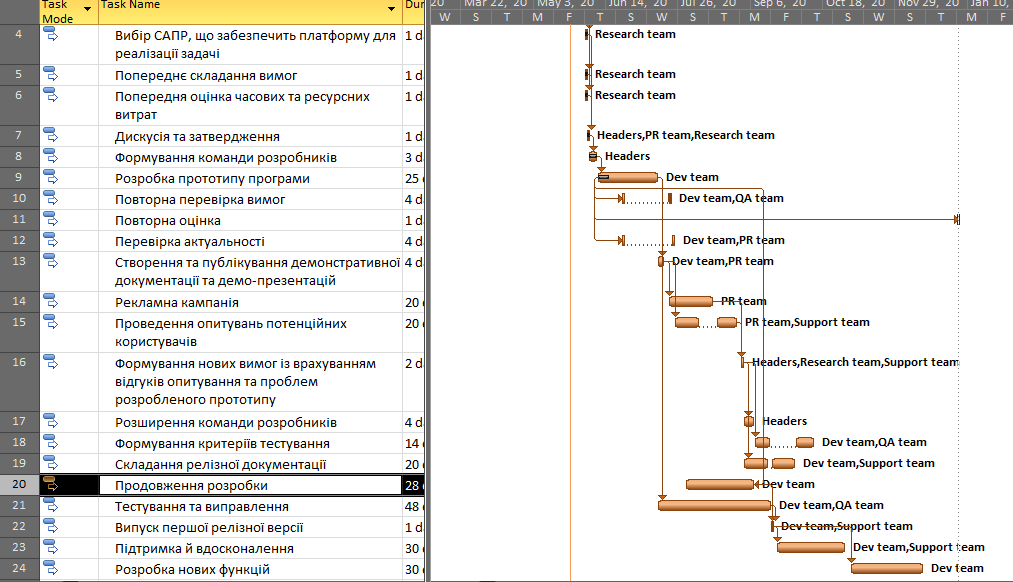 Task Mode
Task Name
Dur
20
Mar 22, '20
May 3, '20
Jun 14, '20
Jul 26, '20
Sep 6, '20
Oct 18, '20
Nov 29, '20
Jan 10,
W S T M F T S W S T M F T S W S T M F
4 Вибір САПР, що забезпечить платформу для 1 d Research team
реалізації задачі
5 Попереднє складання вимог 1 d Research team
6 Попередня оцінка часових та ресурсних 1 d Research team
витрат
7 Дискусія та затвердження 1 d Headers,PR team,Research team
8 Формування команди розробників 3 d Headers
9 Розробка прототипу програми 25 Dev team
10 Повторна перевірка вимог 4 d Dev team,QA team
11 Повторна оцінка 1 d
12 Перевірка актуальності 4 d Dev team,PR team
13 Створення та публікування демонстративної 4 d Dev team,PR team
документації та демо-презентацій
14 Рекламна кампанія 20 PR team
15 Проведення опитувань потенційних 20 PR team,Support team
користувачів
16 Формування нових вимог із врахуванням 2 d Headers,Research team,Support team
відгуків опитування та проблем
розробленого прототипу
17 Розширення команди розробників 4 d Headers
18 Формування критеріїв тестування 14 Dev team,QA team
19 Складання релізної документації 20 Dev team,Support team
20 Продовження розробки 28 Dev team
21 Тестування та виправлення 48 Dev team,QA team
22 Випуск першої релізної версії 1 d Dev team,Support team
23 Підтримка й вдосконалення 30 Dev team,Support team
24 Розробка нових функцій 30 Dev team